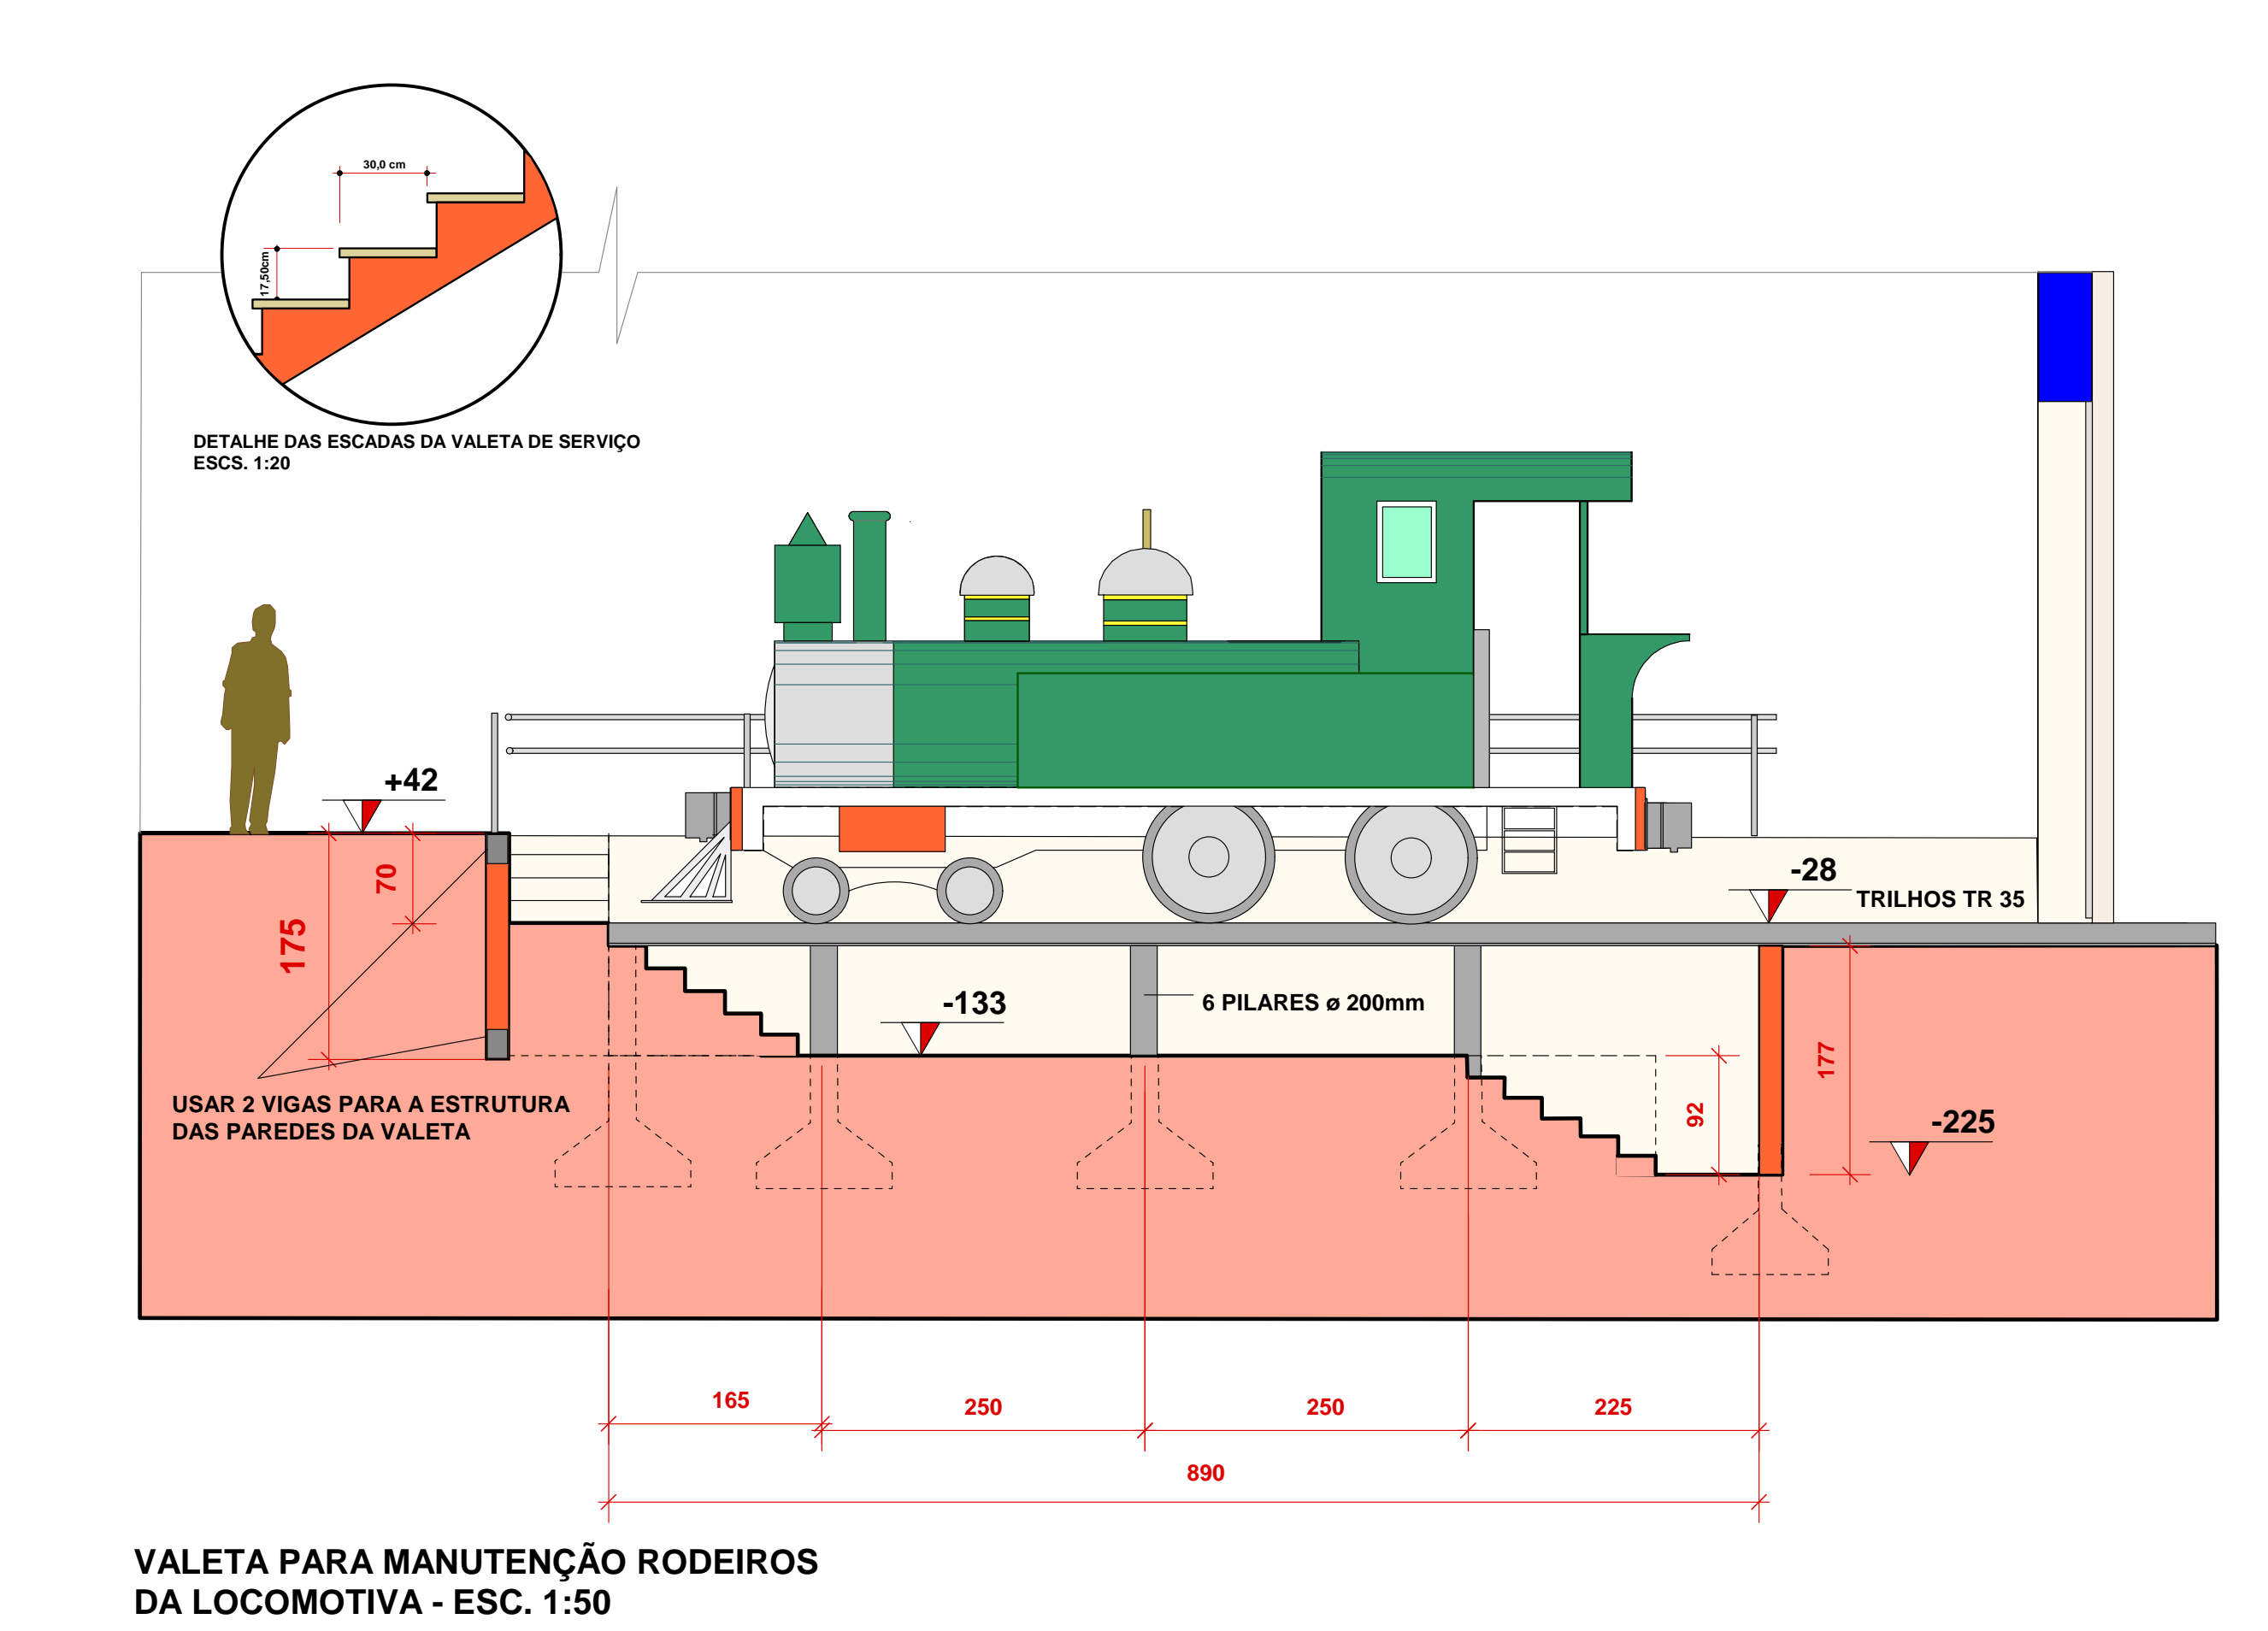 30,0 cm
17,50cm
DETALHE DAS ESCADAS DA VALETA DE SERVIÇO
ESCS. 1:20
+42
70
175
-28
TRILHOS TR 35
-133
6 PILARES ø 200mm
177
92
-225
USAR 2 VIGAS PARA A ESTRUTURA
DAS PAREDES DA VALETA
165
250
250
225
890
VALETA PARA MANUTENÇÃO RODEIROS
DA LOCOMOTIVA - ESC. 1:50